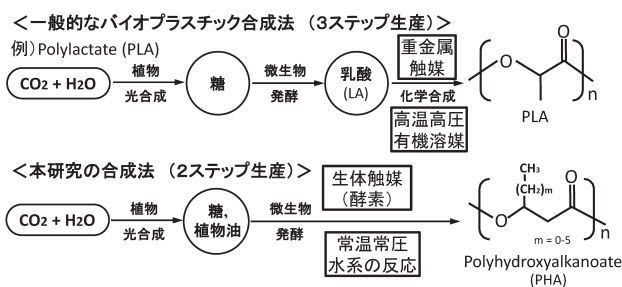 ＜一般的なバイオプラスチック合成法 （３ステップ生産）＞
例）Polylactate (PLA)
CO2 + H2O
植物
光合成
糖
微生物
発酵
乳酸
(LA)
重金属
触媒
化学合成
高温高圧
有機溶媒
O
O
n
PLA
＜本研究の合成法 （２ステップ生産）＞
CO2 + H2O
植物
光合成
糖,
植物油
微生物
発酵
生体触媒
（酵素）
常温常圧
水系の反応
CH3
(CH2)m
O
O
n
m = 0-5
Polyhydroxyalkanoate
(PHA)